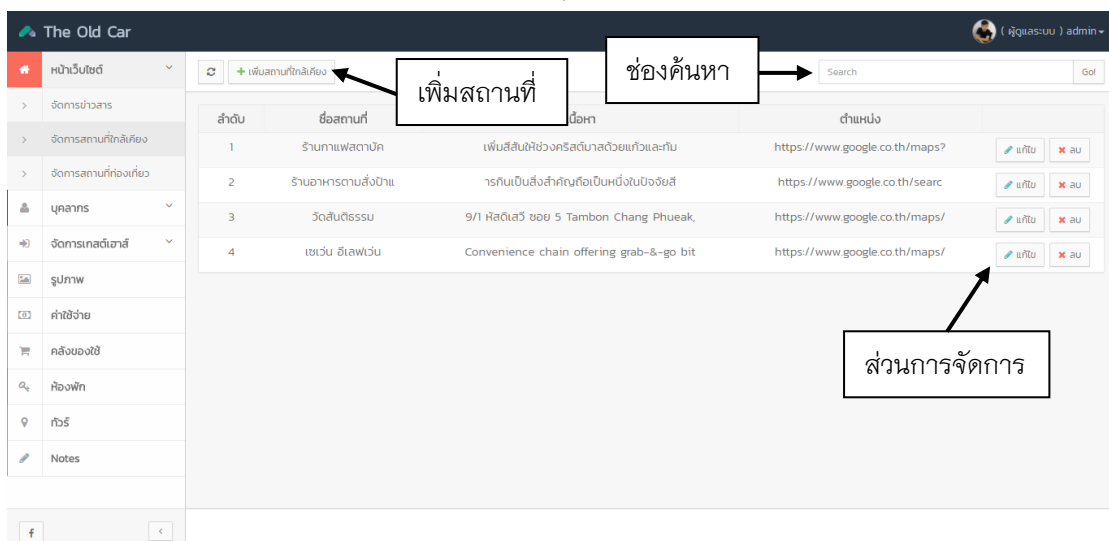 The Old Car
( ผู้ดูแลระบบ ) admin
หน้าเว็บไซต์
เพิ่มสถานที่ใกล้เคียง
เพิ่มสถานที่
ช่องค้นหา
Search
Go!
จัดการข่าวสาร
จัดการสถานที่ใกล้เคียง
จัดการสถานที่ท่องเที่ยว
บุคลากร
จัดการเกสต์เฮาส์
รูปภาพ
ค่าใช้จ่าย
คลังของใช้
ห้องพัก
ทัวร์
Notes
ลำดับ ชื่อสถานที่ นื้อหา ตำแหน่ง
1 ร้านกาแฟสตาบัค เพิ่มสีสันให้ช่วงคริสต์มาสด้วยแก้วและทัม https://www.google.co.th/maps? แก้ไข ลบ
2 ร้านอาหารตามสั่งป้าแ ารกินเป็นสิ่งสำคัญถือเป็นหนึ่งในปัจจัยสี่ https://www.google.co.th/searc แก้ไข ลบ
3 วัดสันติธรรม 9/1 หัสดิเสวี ซอย 5 Tambon Chang Phueak, https://www.google.co.th/maps/ แก้ไข ลบ
4 เซเว่น อีเลฟเว่น Convenience chain offering grab-&-go bit https://www.google.co.th/maps/ แก้ไข ลบ
ส่วนการจัดการ